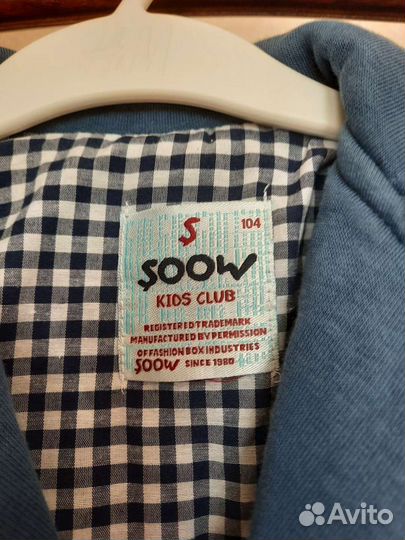 S
104
SOOW
KIDS CLUB
REGISTERED TRADEMARK
MANUFACTURED BY PERMISSION
OF FASHION BOX INDUSTRIES
SOOW SINCE 1980
Avito